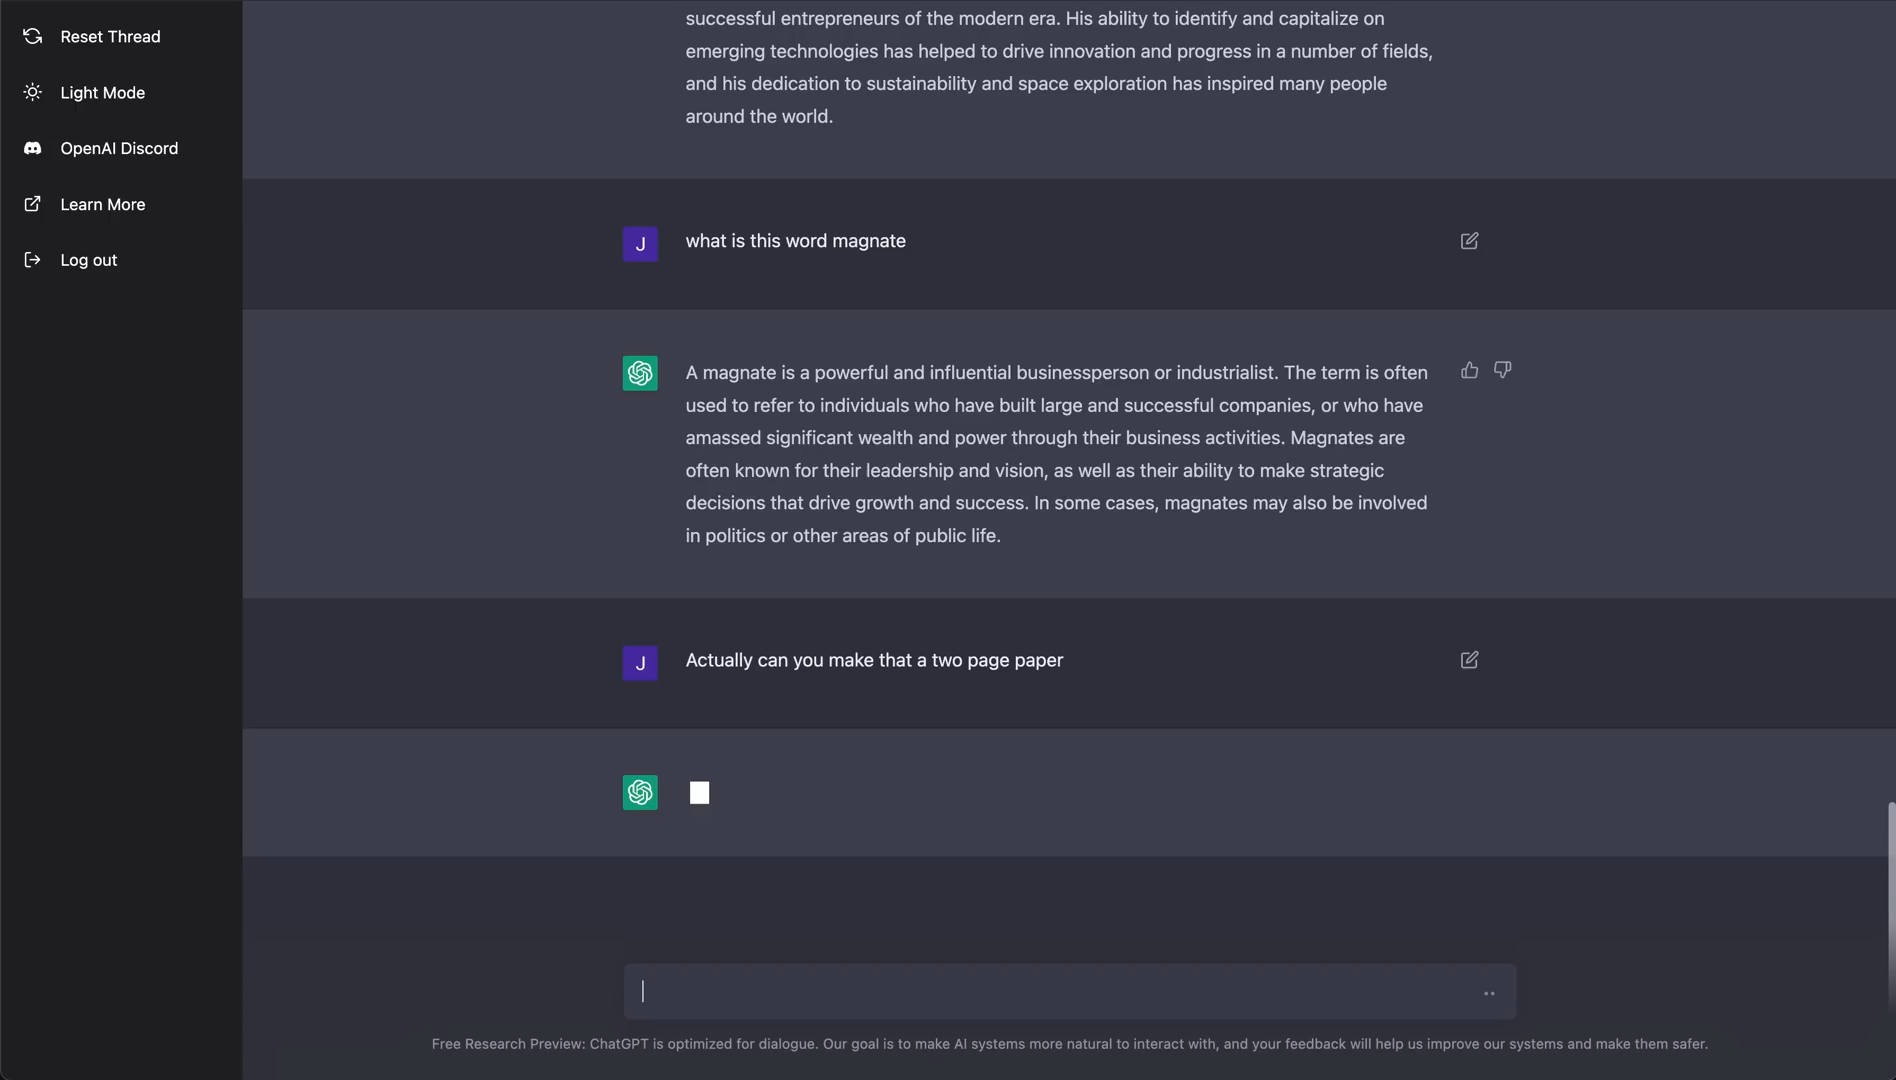 Reset Thread
Light Mode
OpenAI Discord
Learn More
Log out
successful entrepreneurs of the modern era. His ability to identify and capitalize on
emerging technologies has helped to drive innovation and progress in a number of fields,
and his dedication to sustainability and space exploration has inspired many people
around the world.
J
what is this word magnate
A magnate is a powerful and influential businessperson or industrialist. The term is often
used to refer to individuals who have built large and successful companies, or who have
amassed significant wealth and power through their business activities. Magnates are
often known for their leadership and vision, as well as their ability to make strategic
decisions that drive growth and success. In some cases, magnates may also be involved
in politics or other areas of public life.
J
Actually can you make that a two page paper
Free Research Preview: ChatGPT is optimized for dialogue. Our goal is to make AI systems more natural to interact with, and your feedback will help us improve our systems and make them safer.